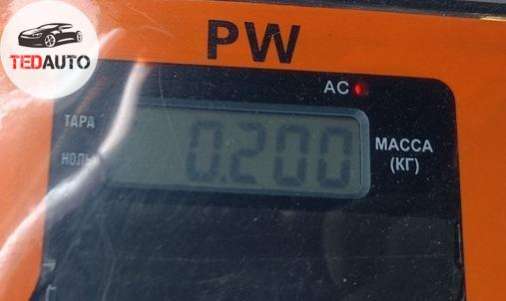 TEDAUTO
PW
AC
ТАРА
НОЛЬ
0.200
МАССА
(КГ)